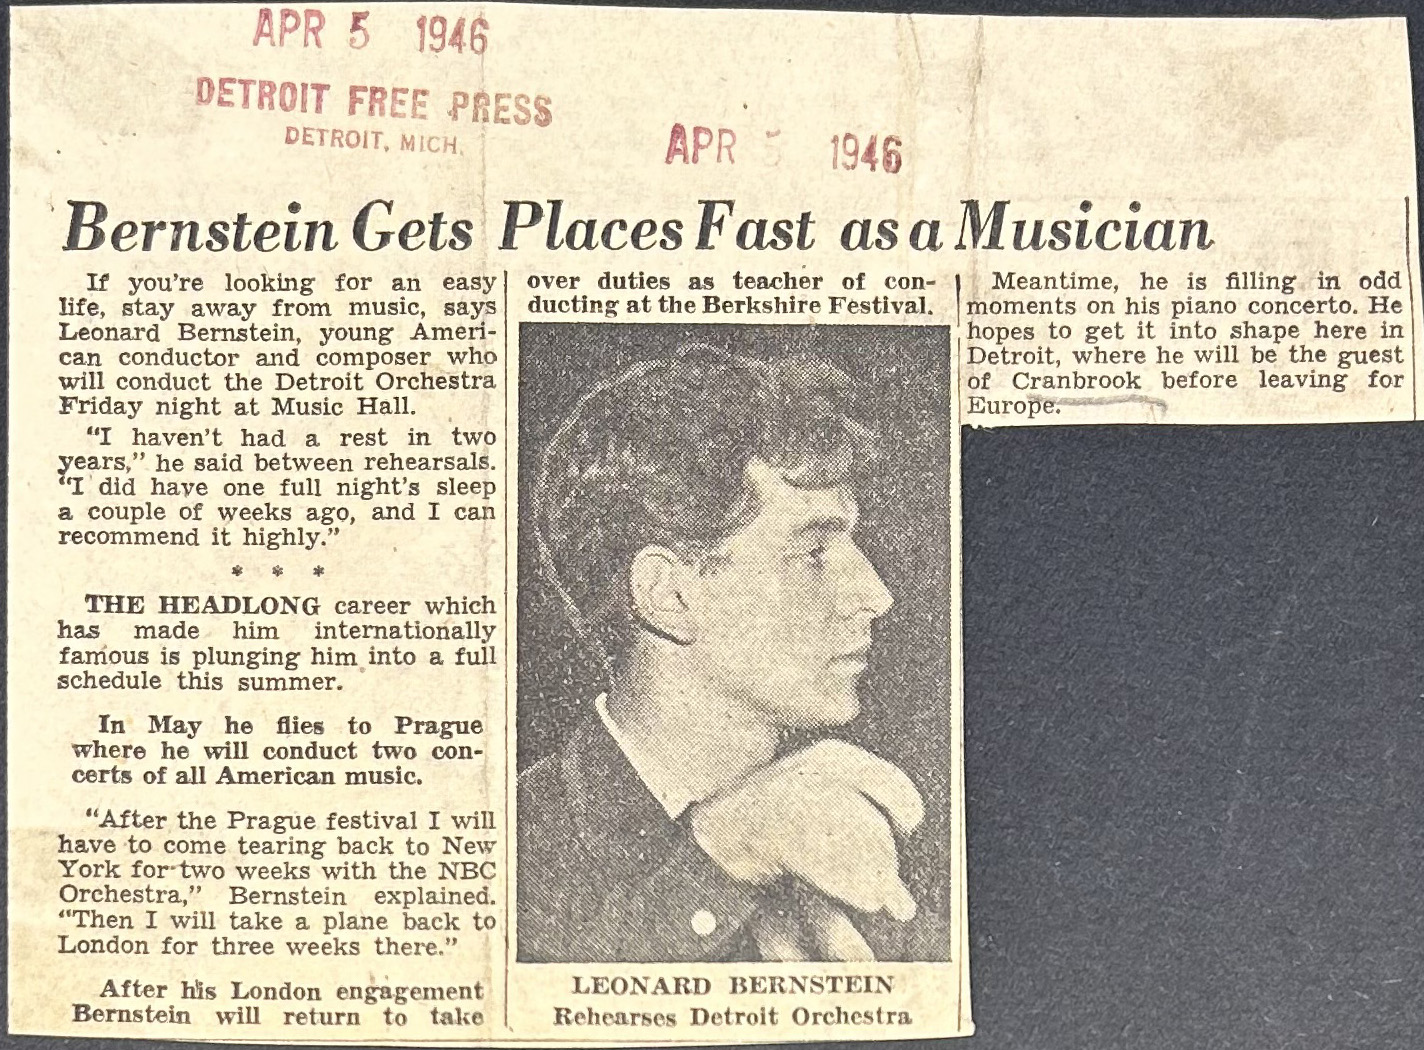 APR 5 1946
DETROIT FREE PRESS
DETROIT, MICH.
APR 5 1946
Bernstein Gets Places Fast as a Musician
If you're looking for an easy
life, stay away from music, says
Leonard Bernstein, young Ameri-
can conductor and composer who
will conduct the Detroit Orchestra
Friday night at Music Hall.
"I haven't had a rest in two
years," he said between rehearsals.
"I did have one full night's sleep
a couple of weeks ago, and I can
recommend it highly."
* * *
THE HEADLONG career which
has made him internationally
famous is plunging him into a full
schedule this summer.
In May he flies to Prague
where he will conduct two con-
certs of all American music.
"After the Prague festival I will
have to come tearing back to New
York for two weeks with the NBC
Orchestra," Bernstein explained.
"Then I will take a plane back to
London for three weeks there."
After his London engagement
Bernstein will return to take
over duties as teacher of con-
ducting at the Berkshire Festival.
LEONARD BERNSTEIN
Rehearses Detroit Orchestra
Meantime, he is filling in odd
moments on his piano concerto. He
hopes to get it into shape here in
Detroit, where he will be the guest
of Cranbrook before leaving for
Europe.